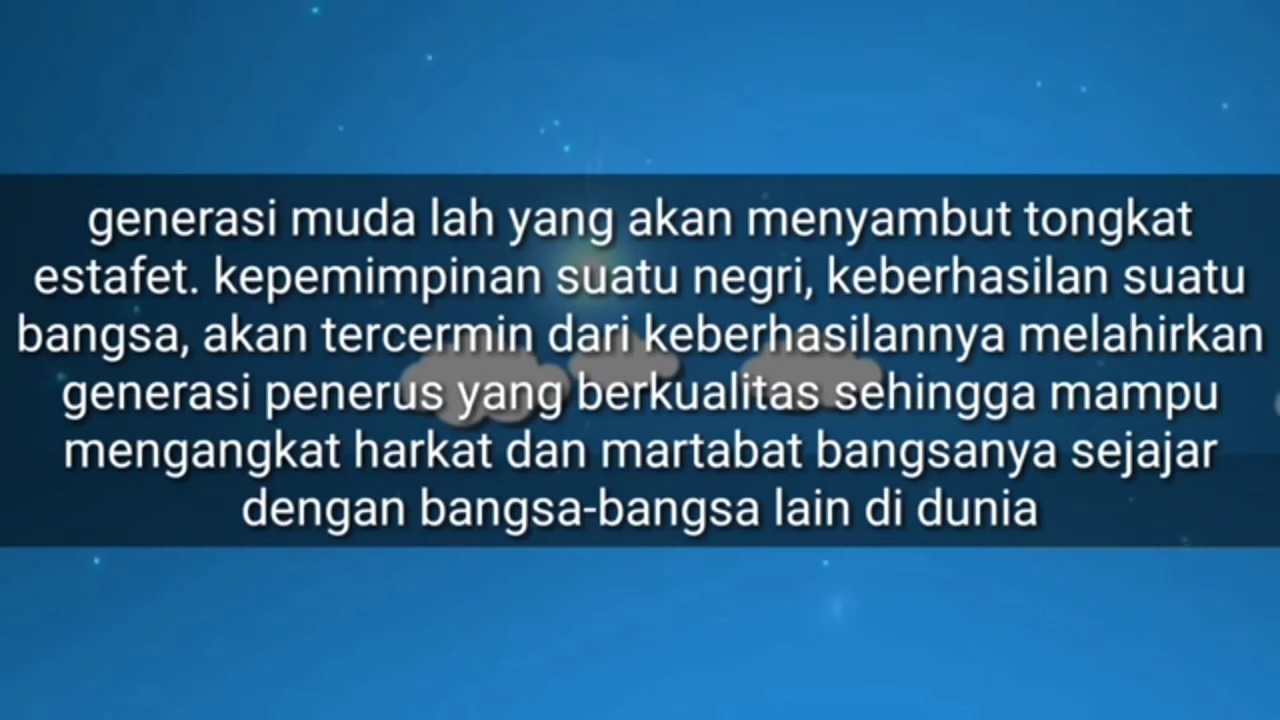 generasi muda lah yang akan menyambut tongkat
estafet. kepemimpinan suatu negri, keberhasilan suatu
bangsa, akan tercermin dari keberhasilannya melahirkan
generasi penerus yang berkualitas sehingga mampu
mengangkat harkat dan martabat bangsanya sejajar
dengan bangsa-bangsa lain di dunia